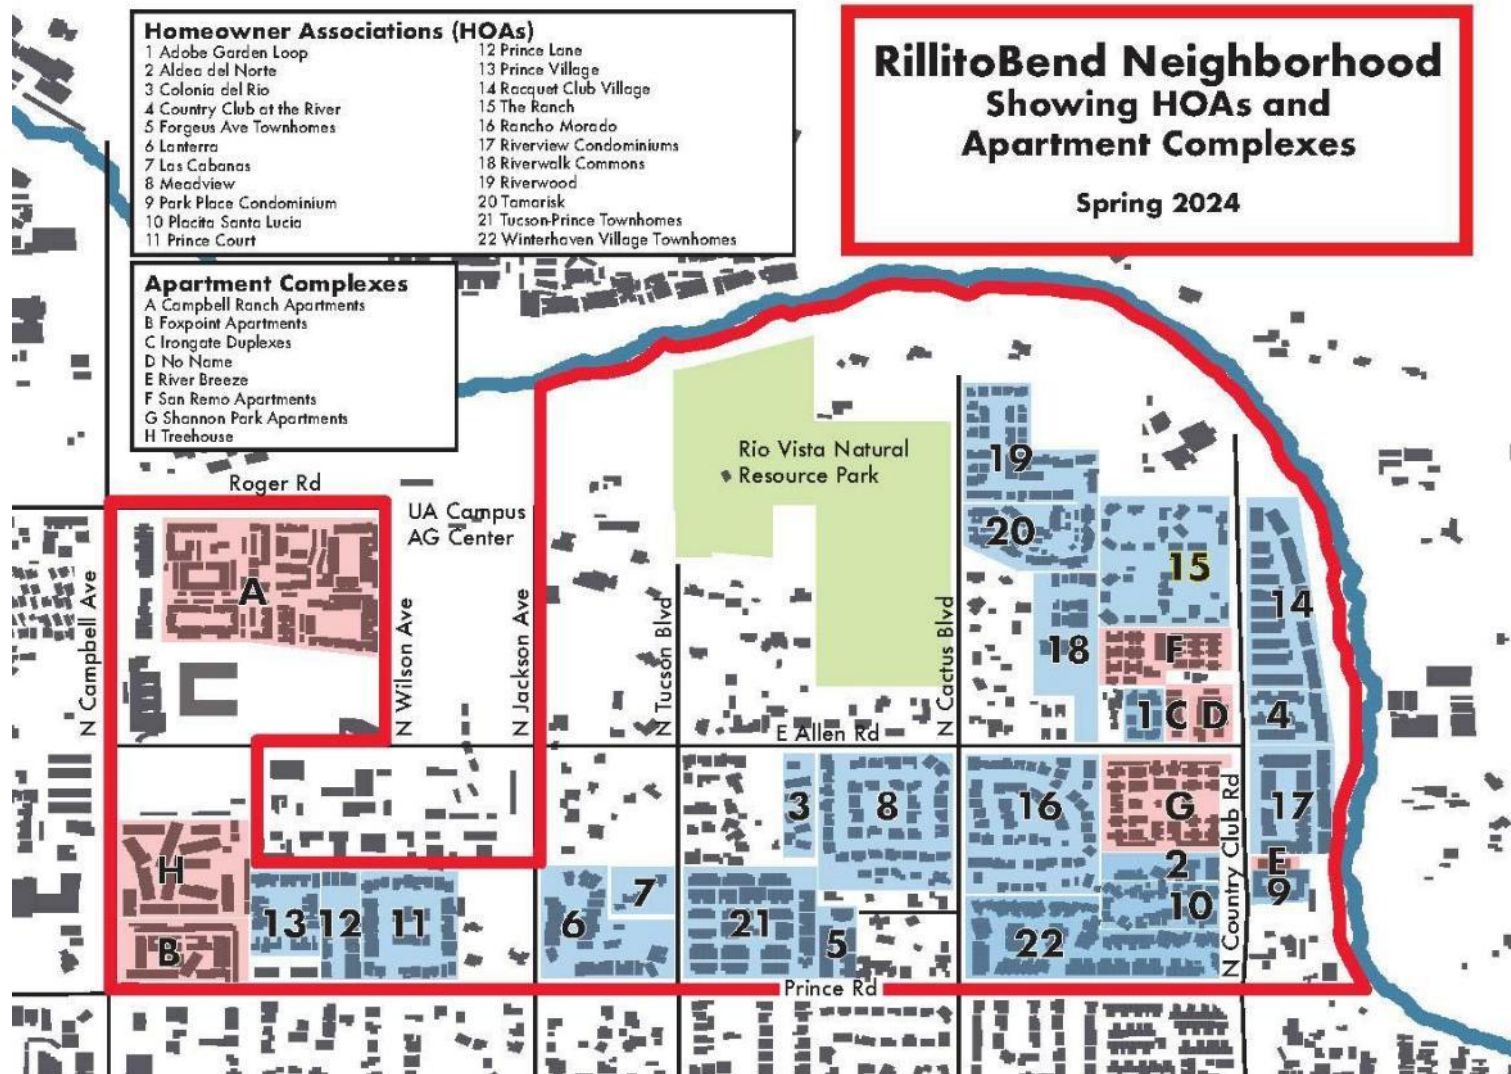 Homeowner Associations (HOAs)
1 Adobe Garden Loop
2 Aldea del Norte
3 Colonia del Rio
4 Country Club at the River
5 Forgeus Ave Townhomes
6 Lanterra
7 Las Cabanas
8 Meadview
9 Park Place Condominium
10 Placita Santa Lucia
11 Prince Court
12 Prince Lane
13 Prince Village
14 Racquet Club Village
15 The Ranch
16 Rancho Morado
17 Riverview Condominiums
18 Riverwalk Commons
19 Riverwood
20 Tamarisk
21 Tucson-Prince Townhomes
22 Winterhaven Village Townhomes
RillitoBend Neighborhood
Showing HOAs and
Apartment Complexes
Spring 2024
Apartment Complexes
A Campbell Ranch Apartments
B Foxpoint Apartments
C Irongate Duplexes
D No Name
E River Breeze
F San Remo Apartments
G Shannon Park Apartments
H Treehouse
Roger Rd
UA Campus
AG Center
Rio Vista Natural
Resource Park
19
20
15
14
A
18
F
1
C
D
4
N Campbell Ave
N Wilson Ave
N Jackson Ave
N Tucson Blvd
N Cactus Blvd
E Allen Rd
3
8
16
G
17
N Country Club Rd
H
2
E
9
7
10
13
12
11
6
21
5
22
B
Prince Rd